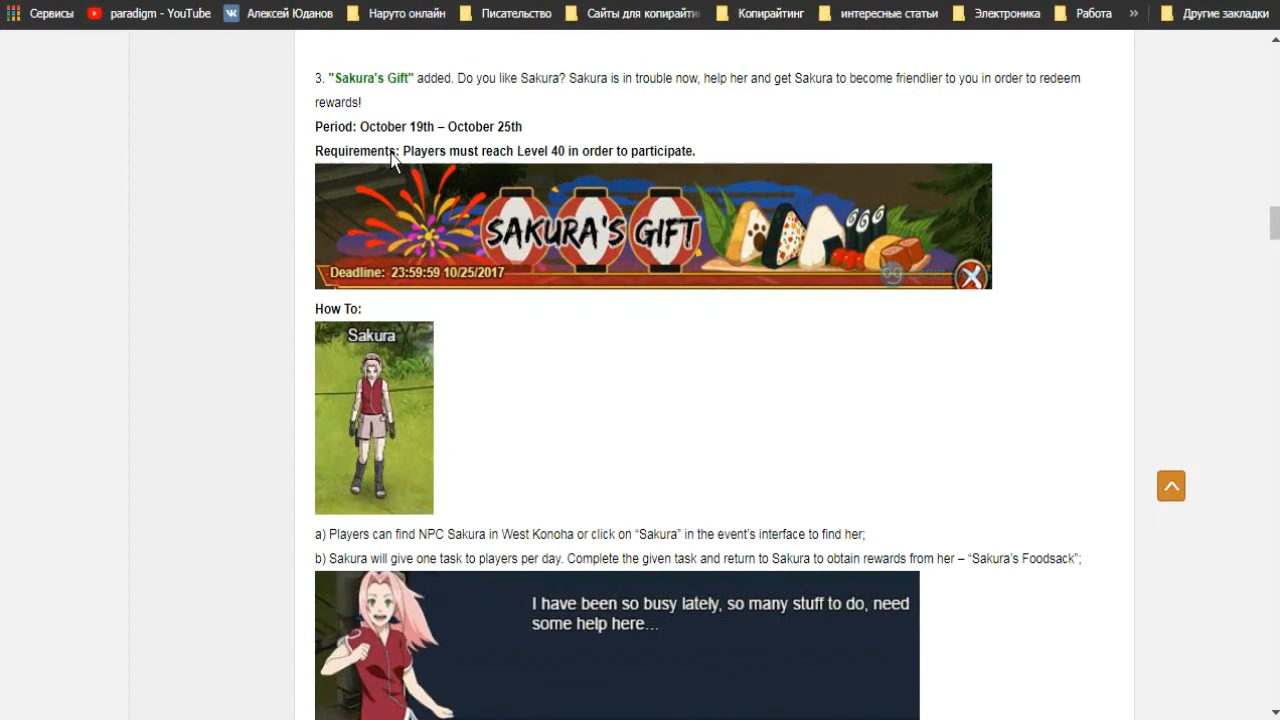 Сервисы paradigm - YouTube Алексей Юданов Наруто онлайн Писательство Сайты для копирайти Копирайтинг интересные статьи Электроника Работа » Другие закладки
3. "Sakura's Gift" added. Do you like Sakura? Sakura is in trouble now, help her and get Sakura to become friendlier to you in order to redeem
rewards!
Period: October 19th – October 25th
Requirements: Players must reach Level 40 in order to participate.
SAKURA'S GIFT
Deadline: 23:59:59 10/25/2017
How To:
Sakura
a) Players can find NPC Sakura in West Konoha or click on “Sakura” in the event’s interface to find her;
b) Sakura will give one task to players per day. Complete the given task and return to Sakura to obtain rewards from her – “Sakura’s Foodsack”;
I have been so busy lately, so many stuff to do, need
some help here...